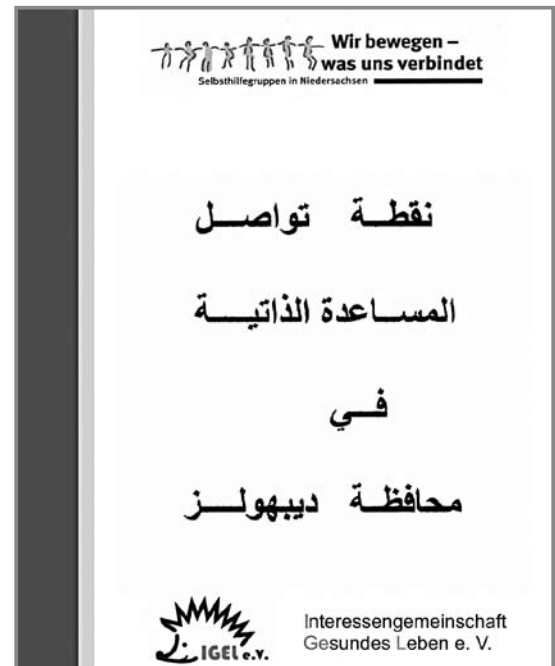 Wir bewegen –
was uns verbindet
Selbsthilfegruppen in Niedersachsen
نقطة تواصل
المساعدة الذاتية
في
محافظة ديبهولز
IGEL e.V.
Interessengemeinschaft
Gesundes Leben e. V.